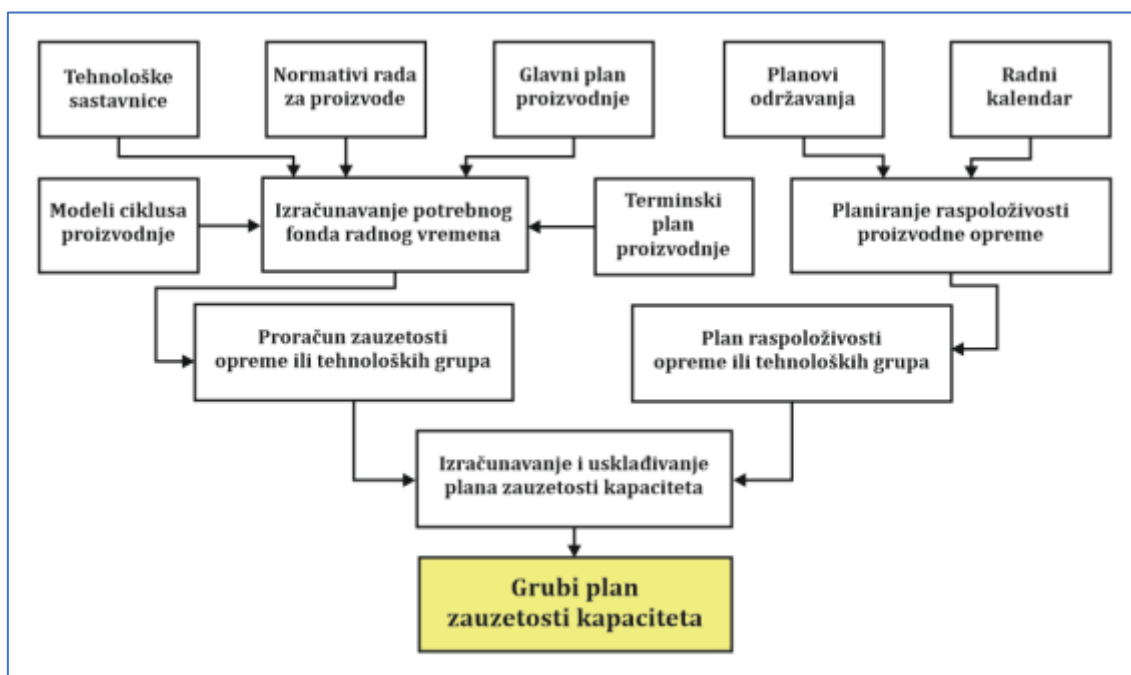 Tehnološke
sastavnice
Normativi rada
za proizvode
Glavni plan
proizvodnje
Planovi
održavanja
Radni
kalendar
Modeli ciklusa
proizvodnje
Izračunavanje potrebnog
fonda radnog vremena
Terminski
plan
proizvodnje
Planiranje raspoloživosti
proizvodne opreme
Proračun zauzetosti
opreme ili tehnoloških grupa
Plan raspoloživosti
opreme ili tehnoloških grupa
Izračunavanje i usklađivanje
plana zauzetosti kapaciteta
Grubi plan
zauzetosti kapaciteta